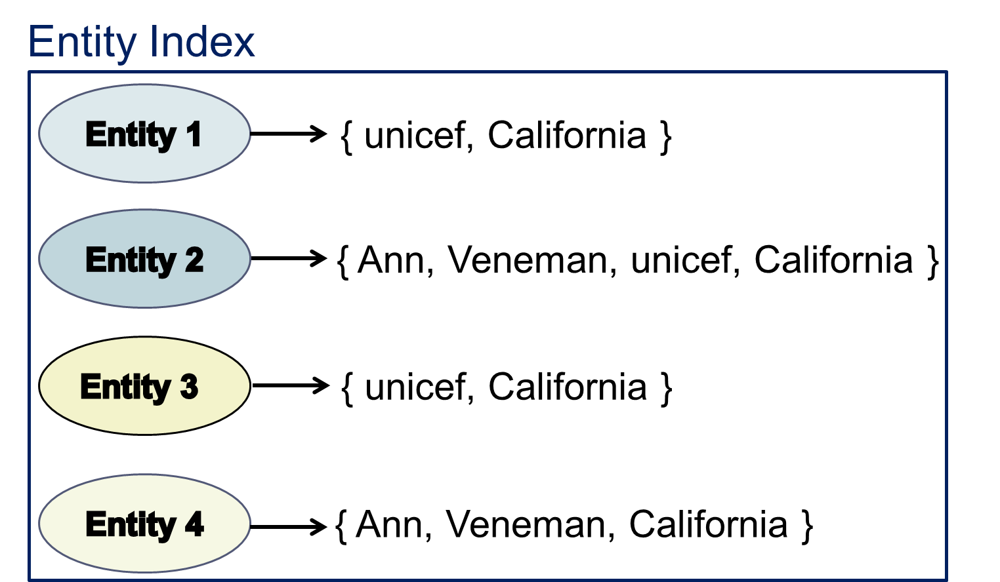 Entity Index
Entity 1 { unicef, California }
Entity 2 { Ann, Veneman, unicef, California }
Entity 3 { unicef, California }
Entity 4 { Ann, Veneman, California }